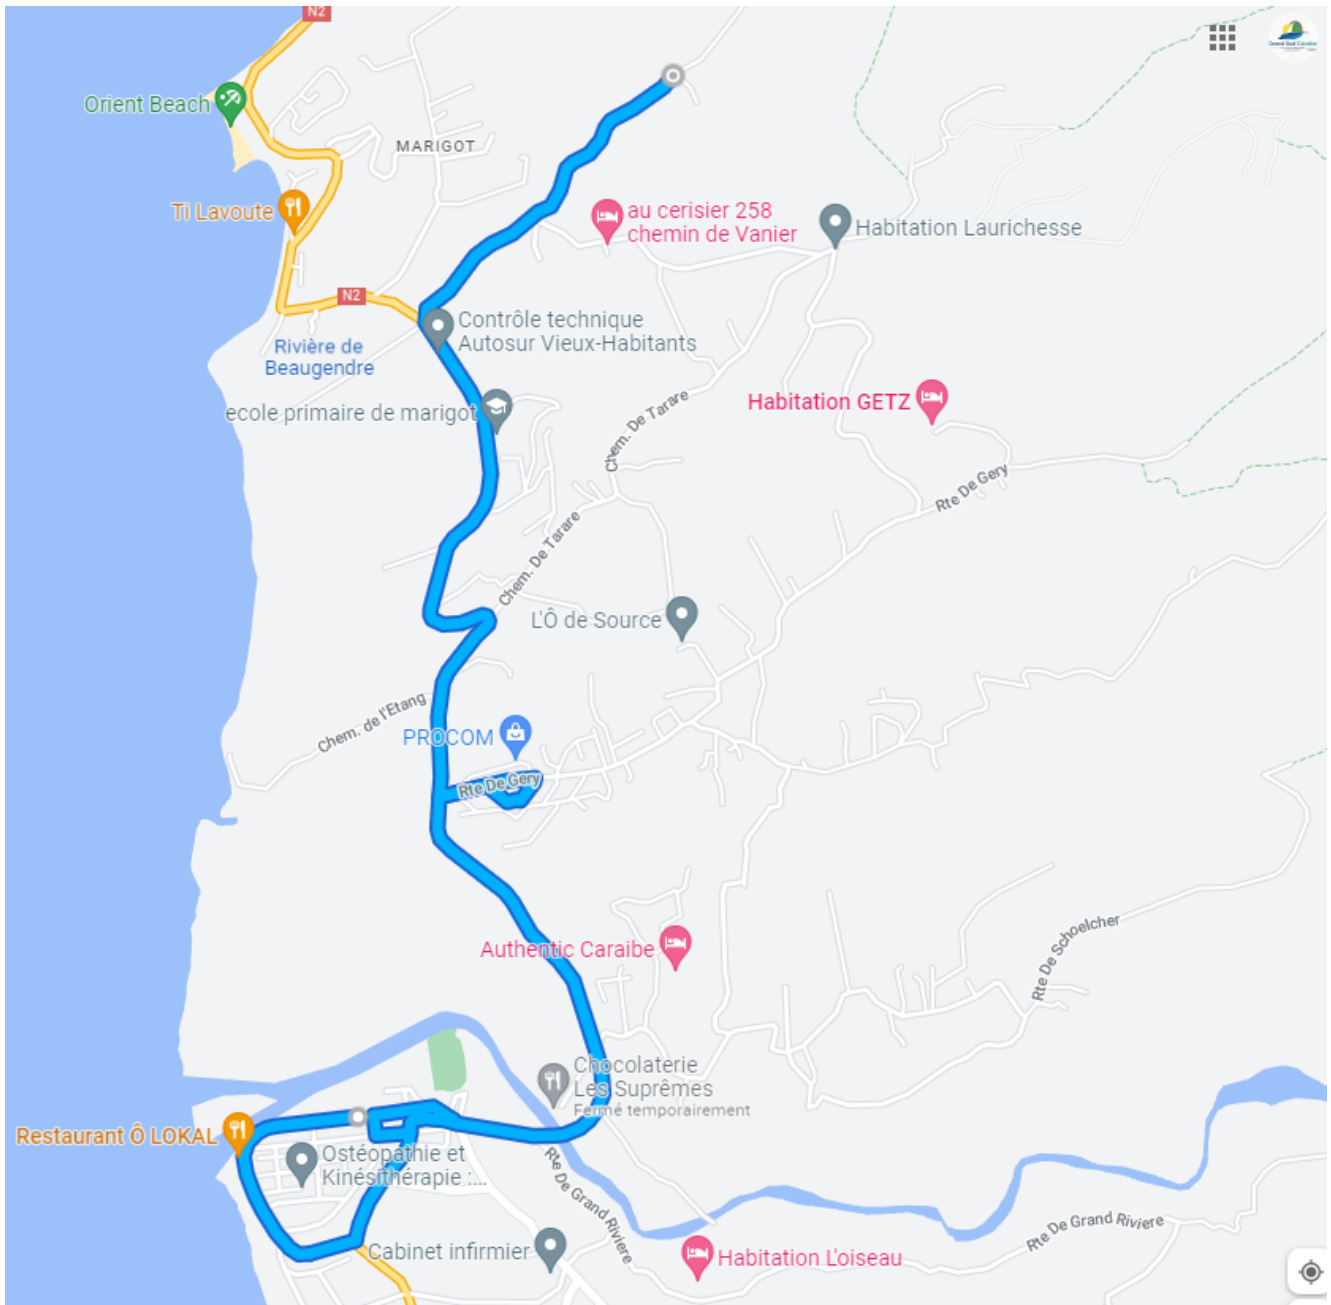 N2
Orient Beach
MARIGOT
Ti Lavoute
au cerisier 258
chemin de Vanier
Habitation Laurichesse
N2
Contrôle technique
Autosur Vieux-Habitants
Rivière de
Beaugendre
Chem. De Tarare
Habitation GETZ
ecole primaire de marigot
Rte De Gery
Chem. De Tarare
L'Ô de Source
Chem. de l'Etang
PROCOM
Rte De Gery
Authentic Caraibe
Rte De Schoelcher
Chocolaterie
Les Suprêmes
Fermé temporairement
Restaurant Ô LOKAL
Ostéopathie et
Kinésithérapie :...
Rte De Grand Riviere
Rte De Grand Riviere
Cabinet infirmier
Habitation L'oiseau